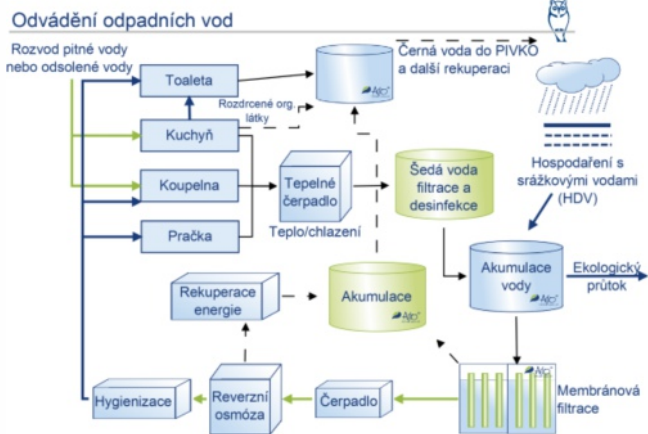 Odvádění odpadních vod
Rozvod pitné vody
nebo odsolené vody
Toaleta
Kuchyň
Koupelna
Pračka
Rozdrcené org.
látky
Černá voda do PIVKO
a další rekuperaci
Tepelné
čerpadlo
Teplo/chlazení
Šedá voda
filtrace a
desinfekce
Hospodaření s
srážkovými vodami
(HDV)
Akumulace
vody
Ekologický
průtok
Rekuperace
energie
Akumulace
Hygienizace
Reverzní
osmóza
Čerpadlo
Membránová
filtrace